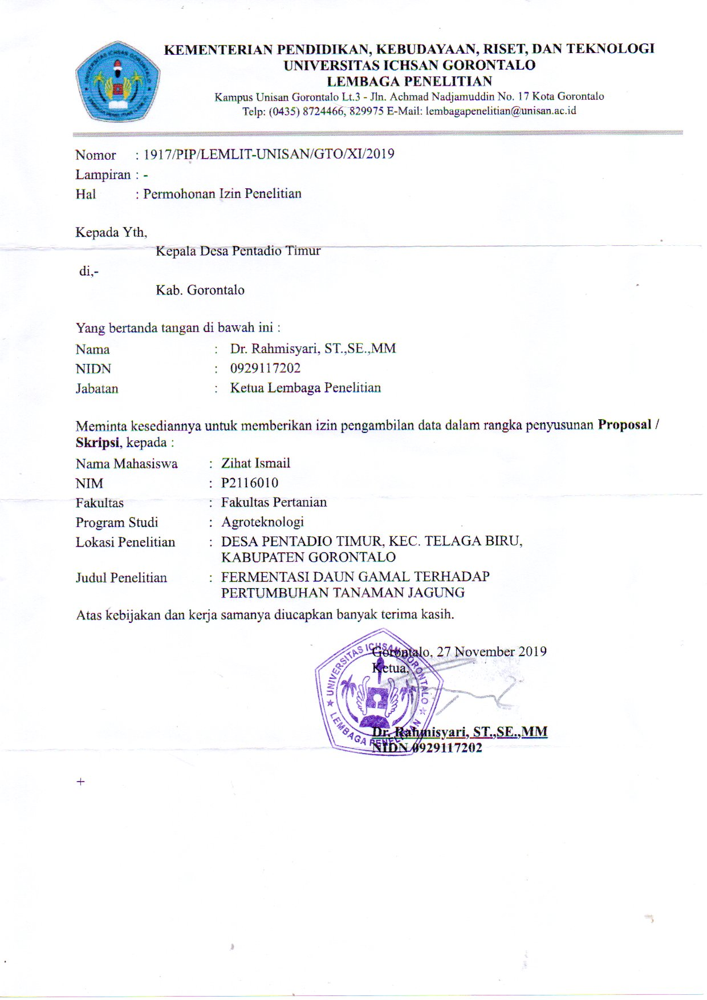 KEMENTERIAN PENDIDIKAN, KEBUDAYAAN, RISET, DAN TEKNOLOGI
UNIVERSITAS ICHSAN GORONTALO
LEMBAGA PENELITIAN
Kampus Unisan Gorontalo Lt.3 - Jln. Achmad Nadjamuddin No. 17 Kota Gorontalo
Telp: (0435) 8724466, 829975 E-Mail: lembagapenelitian@unisan.ac.id
UNIVERSITAS ICHSAN GORONTALO
Nomor : 1917/PIP/LEMLIT-UNISAN/GTO/XI/2019
Lampiran : -
Hal : Permohonan Izin Penelitian
Kepada Yth,
Kepala Desa Pentadio Timur
di,-
Kab. Gorontalo
Yang bertanda tangan di bawah ini :
Nama : Dr. Rahmisyari, ST.,SE.,MM
NIDN : 0929117202
Jabatan : Ketua Lembaga Penelitian
Meminta kesediannya untuk memberikan izin pengambilan data dalam rangka penyusunan Proposal /
Skripsi, kepada :
Nama Mahasiswa : Zihat Ismail
NIM : P2116010
Fakultas : Fakultas Pertanian
Program Studi : Agroteknologi
Lokasi Penelitian : DESA PENTADIO TIMUR, KEC. TELAGA BIRU,
KABUPATEN GORONTALO
Judul Penelitian : FERMENTASI DAUN GAMAL TERHADAP
PERTUMBUHAN TANAMAN JAGUNG
Atas kebijakan dan kerja samanya diucapkan banyak terima kasih.
Gorontalo, 27 November 2019
Ketua,
UNIVERSITAS ICHSAN GORONTALO
LEMBAGA PENELITIAN
Dr. Rahmisyari, ST.,SE.,MM
NIDN 0929117202
+